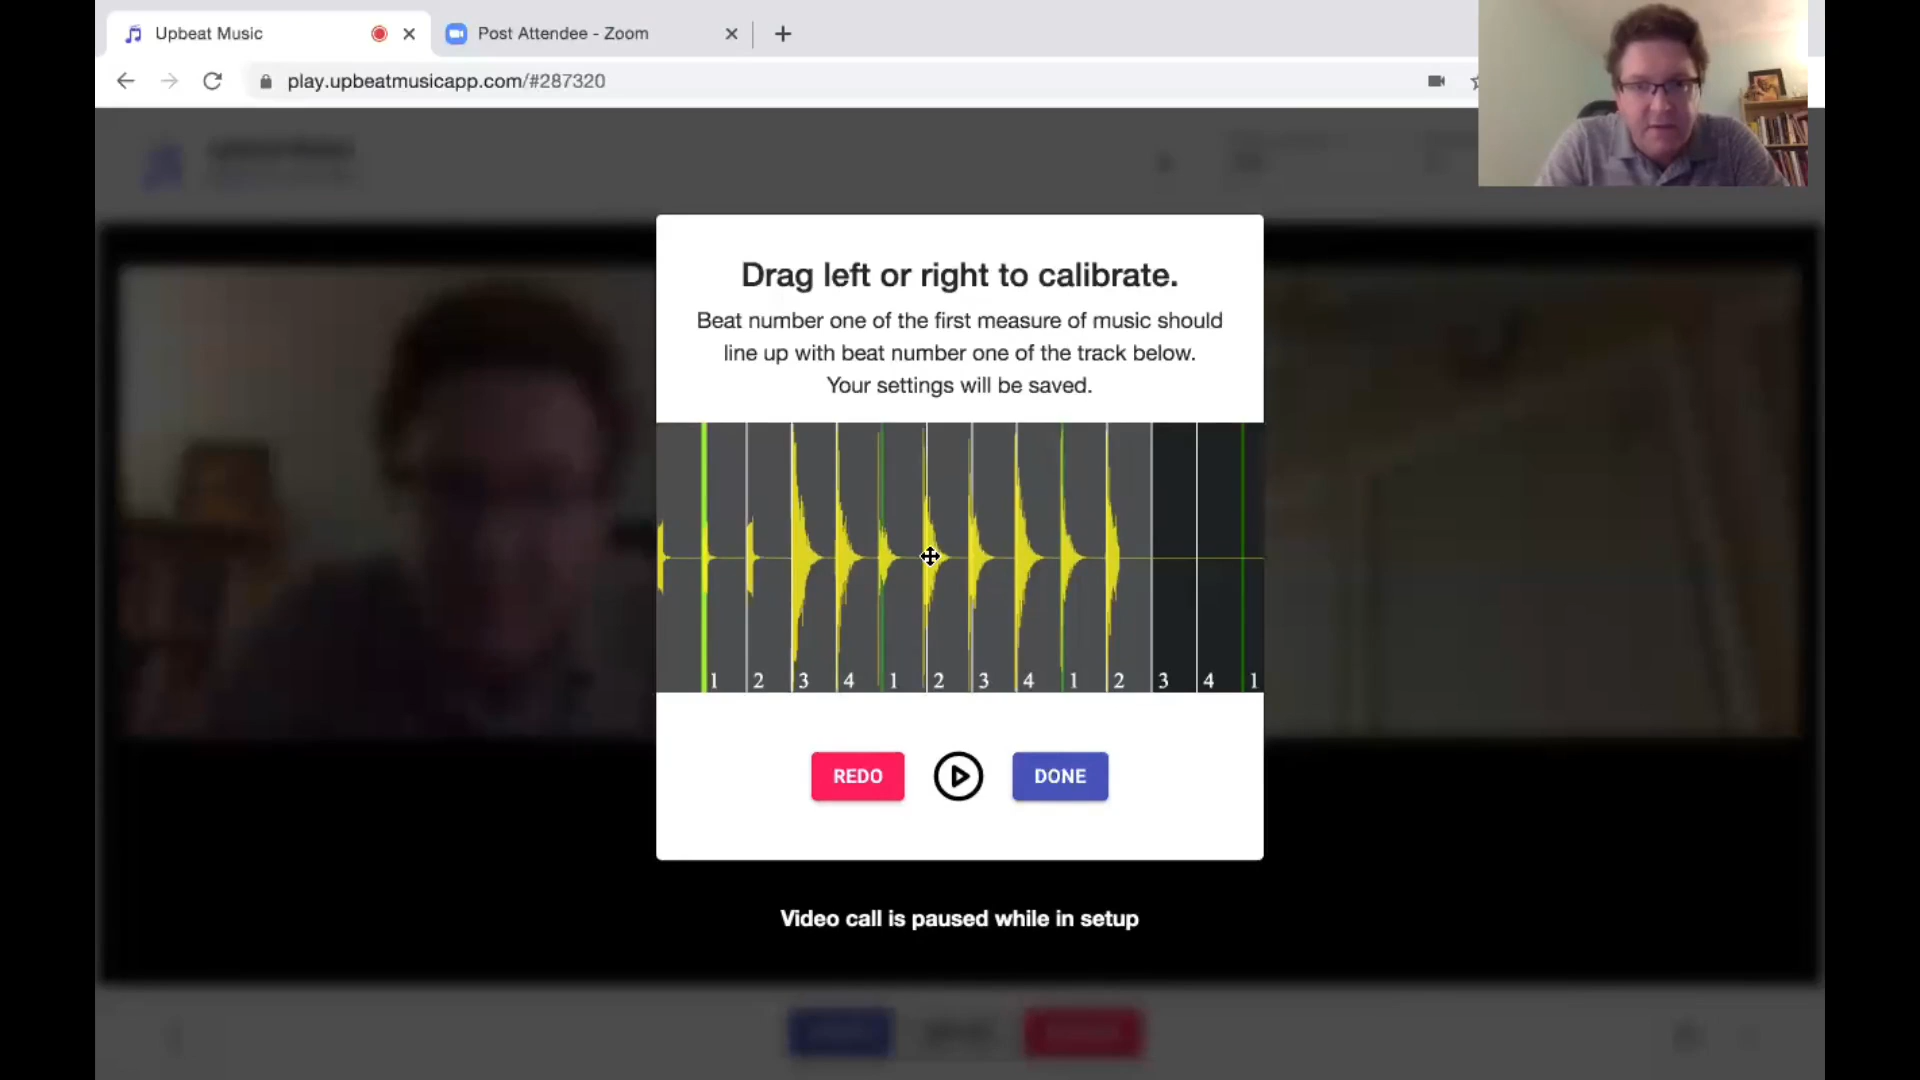 Upbeat Music
Post Attendee - Zoom
play.upbeatmusicapp.com/#287320
Drag left or right to calibrate.
Beat number one of the first measure of music should
line up with beat number one of the track below.
Your settings will be saved.
1 2 3 4 1 2 3 4 1 2 3 4 1
REDO
DONE
Video call is paused while in setup